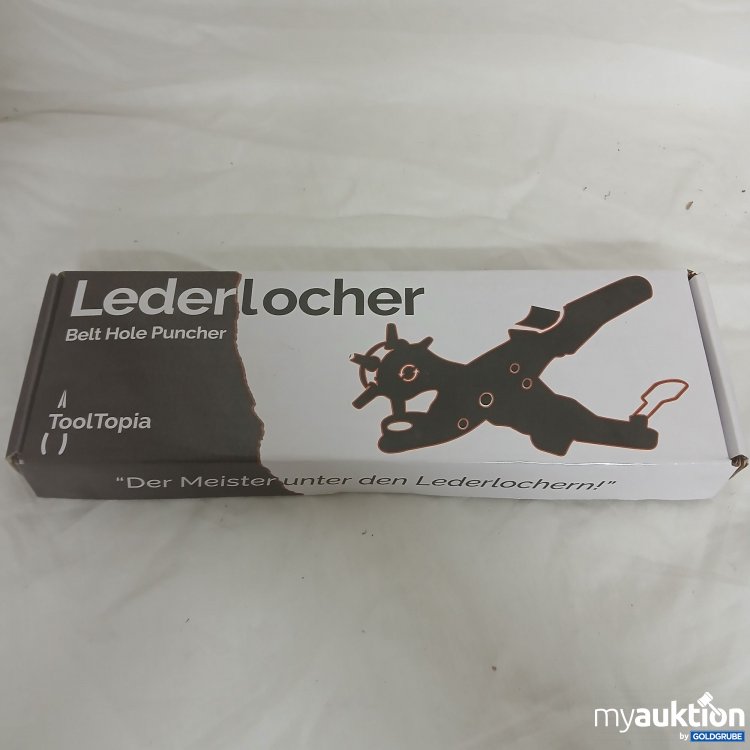 Lederlocher
Belt Hole Puncher
ToolTopia
"Der Meister unter den Lederlochern!"
myauktion
by GOLDGRUBE